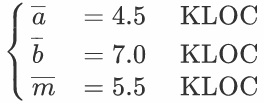 a̅ = 4.5 KLOC
b̅ = 7.0 KLOC
m̅ = 5.5 KLOC